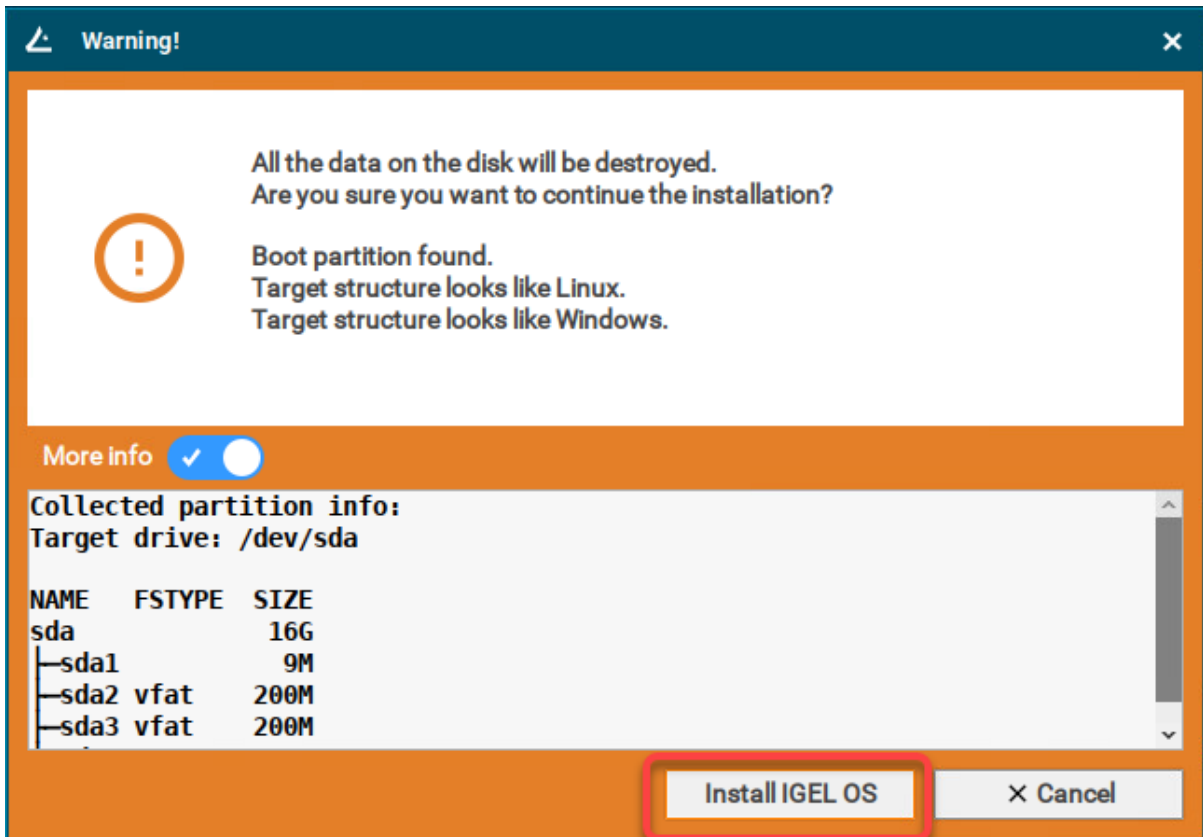 Warning!
All the data on the disk will be destroyed.
Are you sure you want to continue the installation?
Boot partition found.
Target structure looks like Linux.
Target structure looks like Windows.
More info
Collected partition info:
Target drive: /dev/sda
NAME   FSTYPE  SIZE
sda              16G
├─sda1            9M
├─sda2 vfat    200M
├─sda3 vfat    200M
Install IGEL OS
Cancel